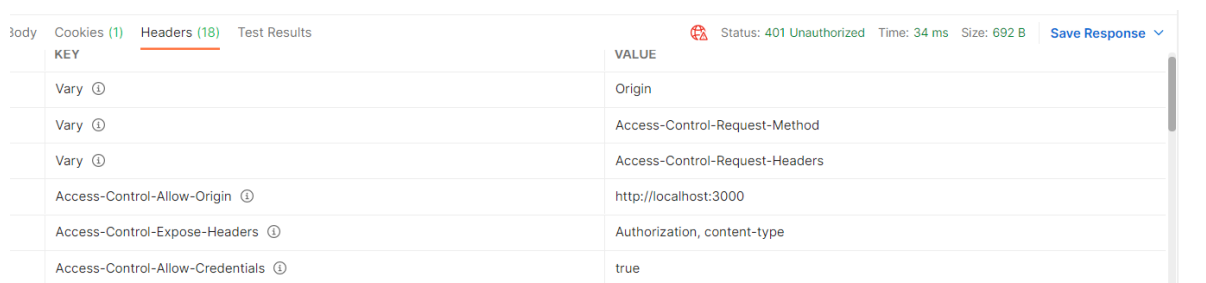 Body Cookies (1) Headers (18) Test Results Status: 401 Unauthorized Time: 34 ms Size: 692 B Save Response
KEY VALUE
Vary Origin
Vary Access-Control-Request-Method
Vary Access-Control-Request-Headers
Access-Control-Allow-Origin http://localhost:3000
Access-Control-Expose-Headers Authorization, content-type
Access-Control-Allow-Credentials true